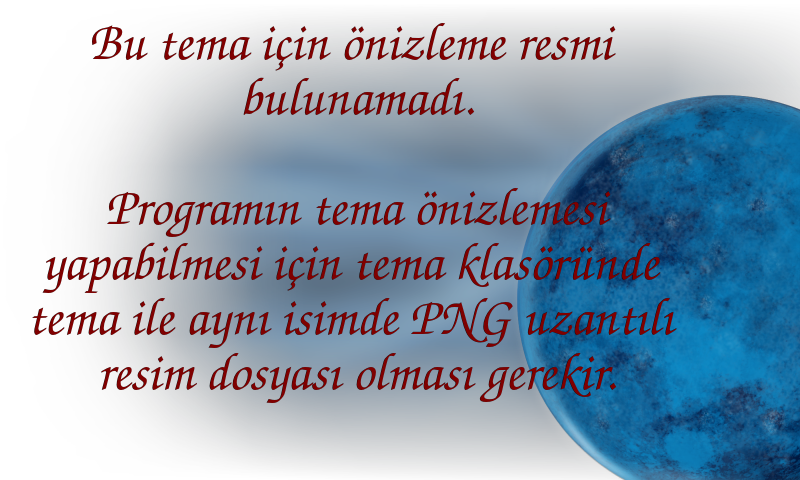 Bu tema için önizleme resmi
bulunamadı.
Programın tema önizlemesi
yapabilmesi için tema klasöründe
tema ile aynı isimde PNG uzantılı
resim dosyası olması gerekir.